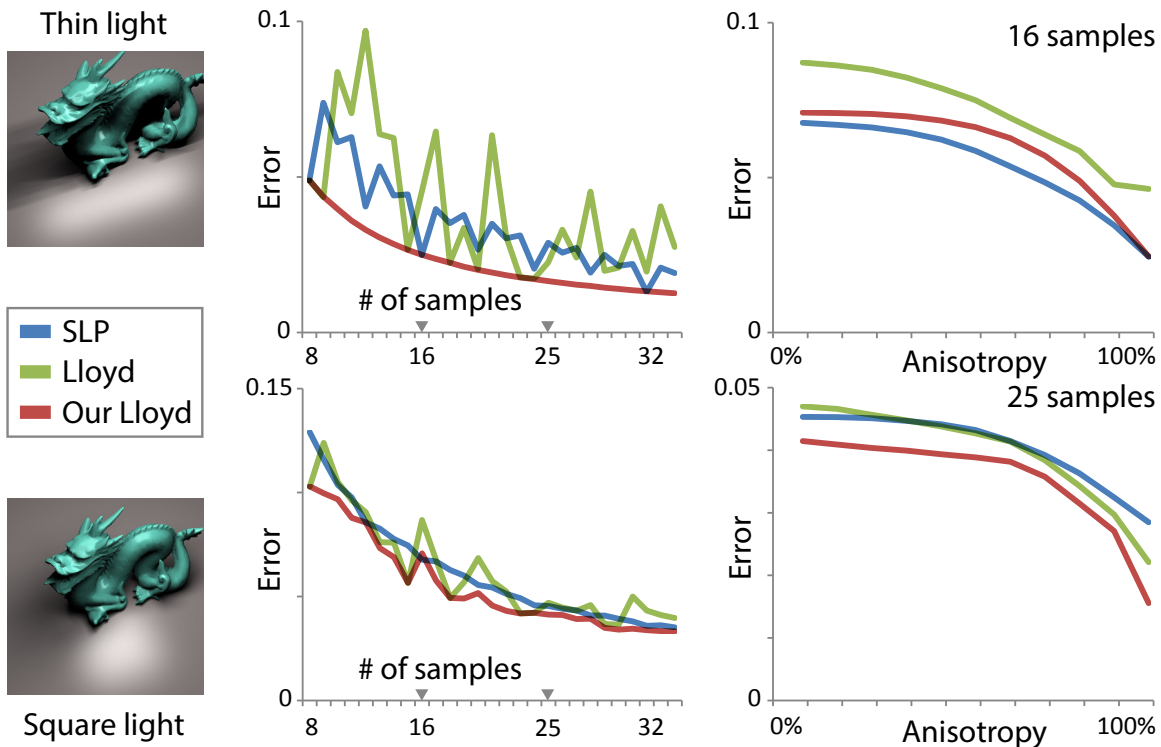 Thin light
0.1
Error
# of samples
0
8
16
25
32
0.1
16 samples
Error
0
0%
Anisotropy
100%
SLP
Lloyd
Our Lloyd
0.15
Error
# of samples
0
8
16
25
32
0.05
25 samples
Error
0
0%
Anisotropy
100%
Square light